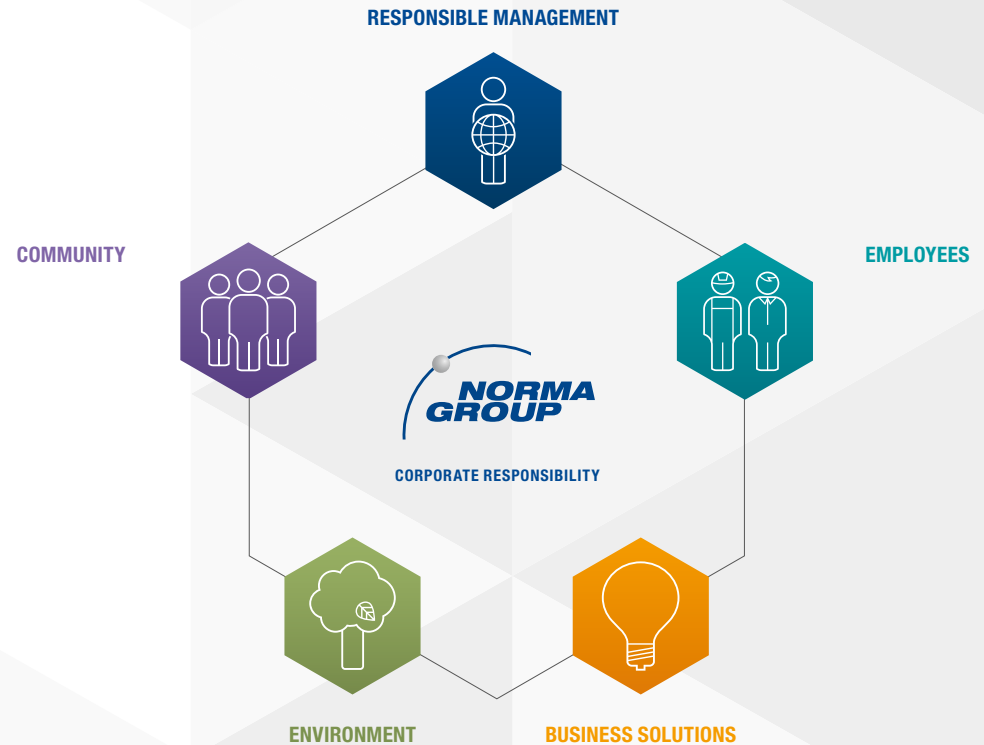 RESPONSIBLE MANAGEMENT
COMMUNITY
EMPLOYEES
NORMA
GROUP
CORPORATE RESPONSIBILITY
ENVIRONMENT
BUSINESS SOLUTIONS